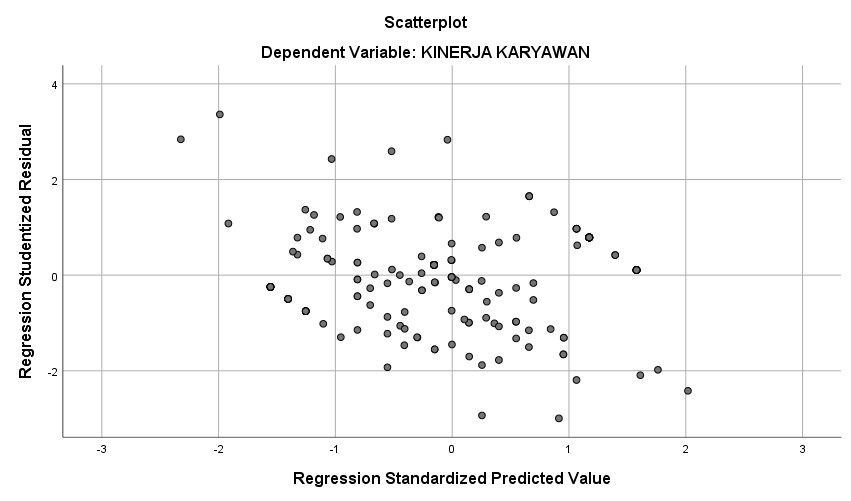 Scatterplot
Dependent Variable: KINERJA KARYAWAN
Regression Studentized Residual
4
2
0
-2
-3
-2
-1
0
1
2
3
Regression Standardized Predicted Value